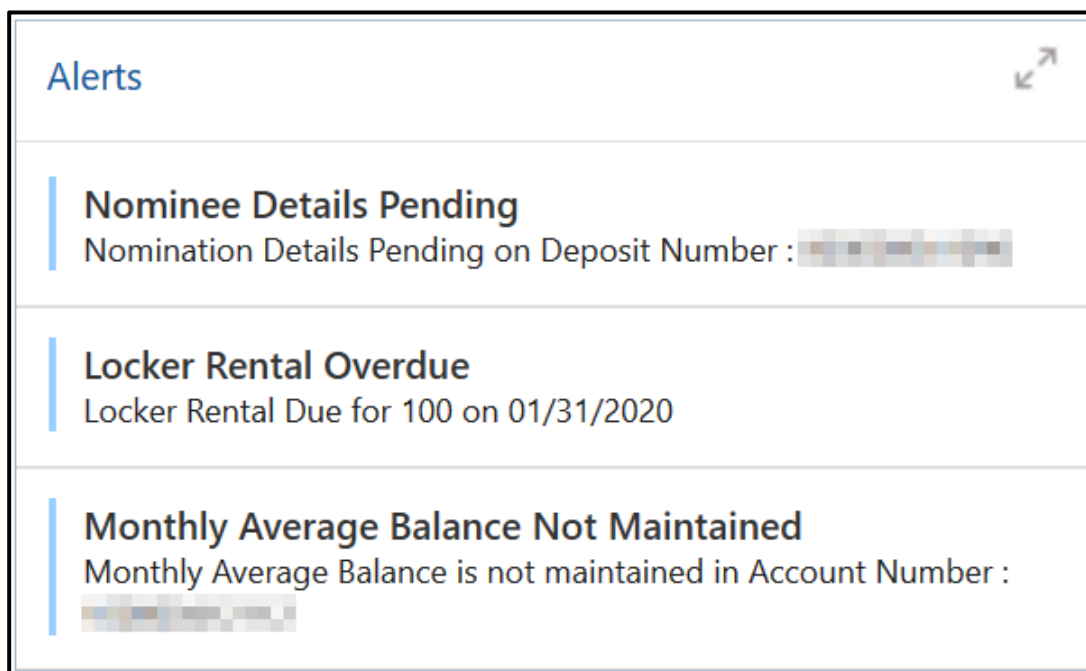 Alerts
Nominee Details Pending
Nomination Details Pending on Deposit Number :
Locker Rental Overdue
Locker Rental Due for 100 on 01/31/2020
Monthly Average Balance Not Maintained
Monthly Average Balance is not maintained in Account Number :